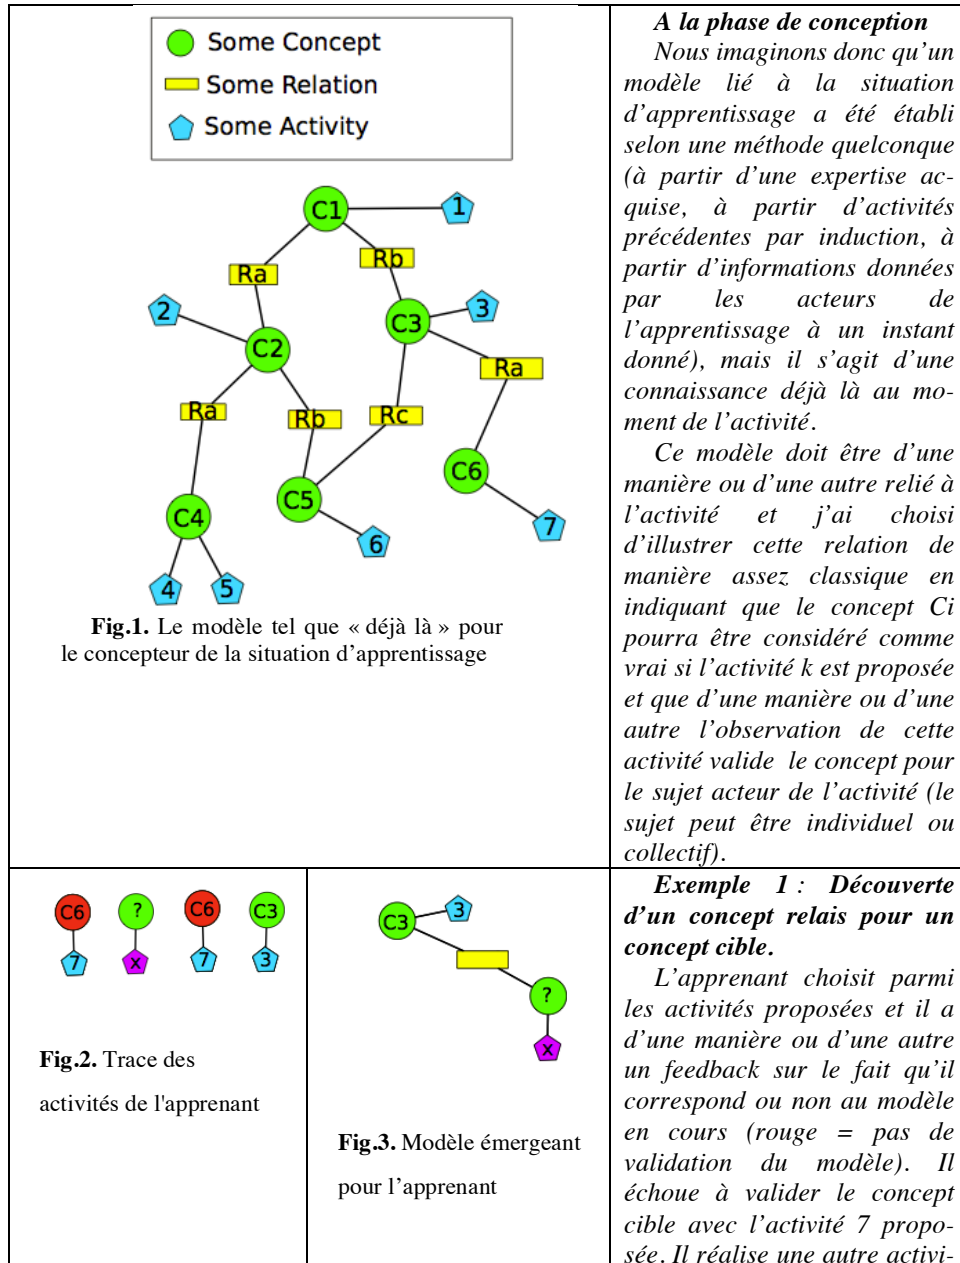 Some Concept
Some Relation
Some Activity
C1
1
Ra
Rb
2
C3
3
C2
Ra
Ra
Rb
Rc
C6
C5
C4
7
6
4
5
Fig.1. Le modèle tel que « déjà là » pour
le concepteur de la situation d'apprentissage
A la phase de conception
Nous imaginons donc qu'un
modèle lié à la situation
d'apprentissage a été établi
selon une méthode quelconque
(à partir d'une expertise ac-
quise, à partir d'activités
précédentes par induction, à
partir d'informations données
par les acteurs de
l'apprentissage à un instant
donné), mais il s'agit d'une
connaissance déjà là au mo-
ment de l'activité.
Ce modèle doit être d'une
manière ou d'une autre relié à
l'activité et j'ai choisi
d'illustrer cette relation de
manière assez classique en
indiquant que le concept Ci
pourra être considéré comme
vrai si l'activité k est proposée
et que d'une manière ou d'une
autre l'observation de cette
activité valide le concept pour
le sujet acteur de l'activité (le
sujet peut être individuel ou
collectif).
C6
?
C6
C3
7
x
7
3
Fig.2. Trace des
activités de l'apprenant
C3
3
?
x
Fig.3. Modèle émergeant
pour l'apprenant
Exemple 1 : Découverte
d'un concept relais pour un
concept cible.
L'apprenant choisit parmi
les activités proposées et il a
d'une manière ou d'une autre
un feedback sur le fait qu'il
correspond ou non au modèle
en cours (rouge = pas de
validation du modèle). Il
échoue à valider le concept
cible avec l'activité 7 propo-
sée. Il réalise une autre activi-